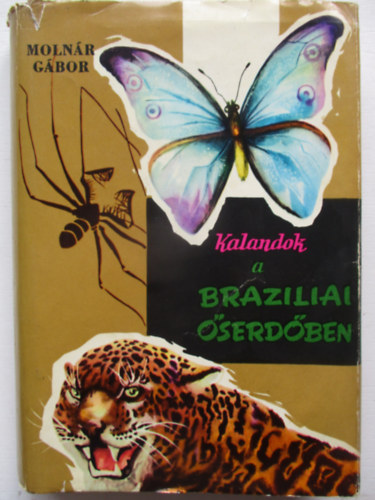 MOLNÁR
GÁBOR
Kalandok
a
BRAZILIAI
ŐSERDŐBEN